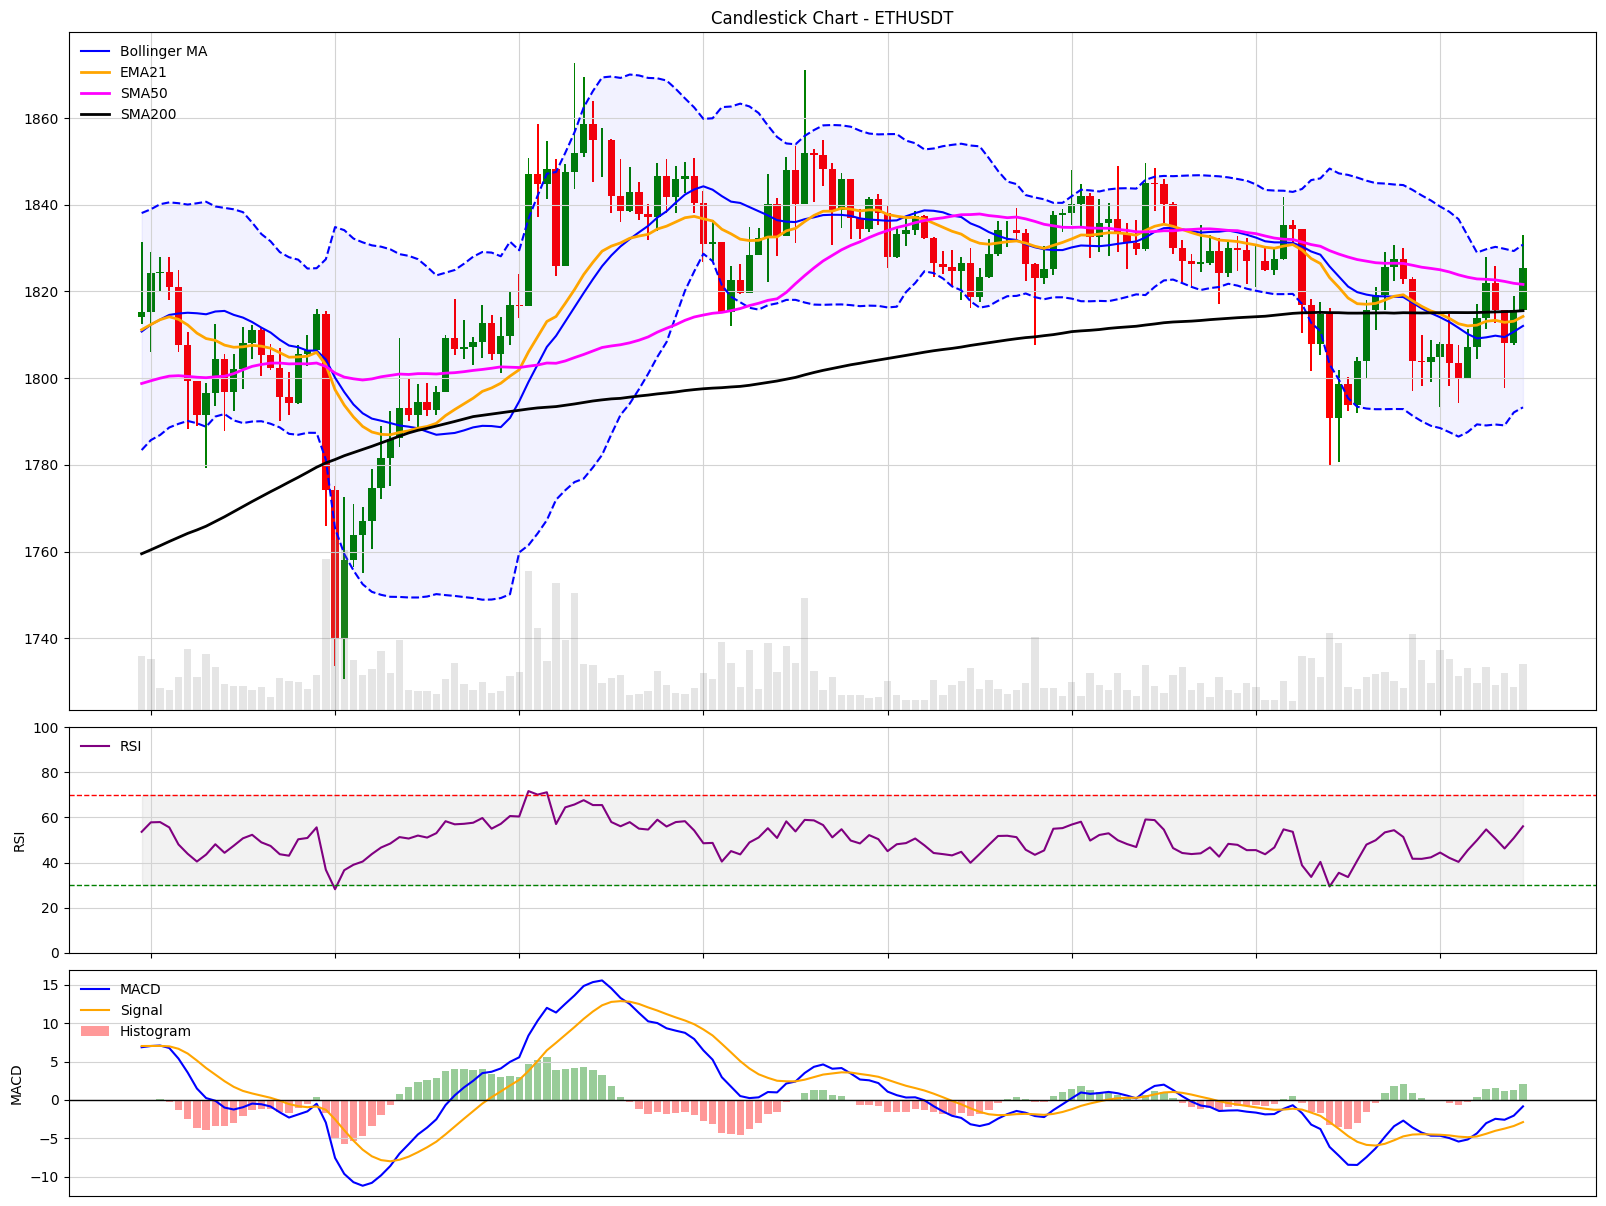 Candlestick Chart - ETHUSDT
Bollinger MA
EMA21
SMA50
SMA200
1860
1840
1820
1800
1780
1760
1740
RSI
100
80
60
40
20
0
RSI
MACD
Signal
Histogram
15
10
5
0
−5
−10
MACD